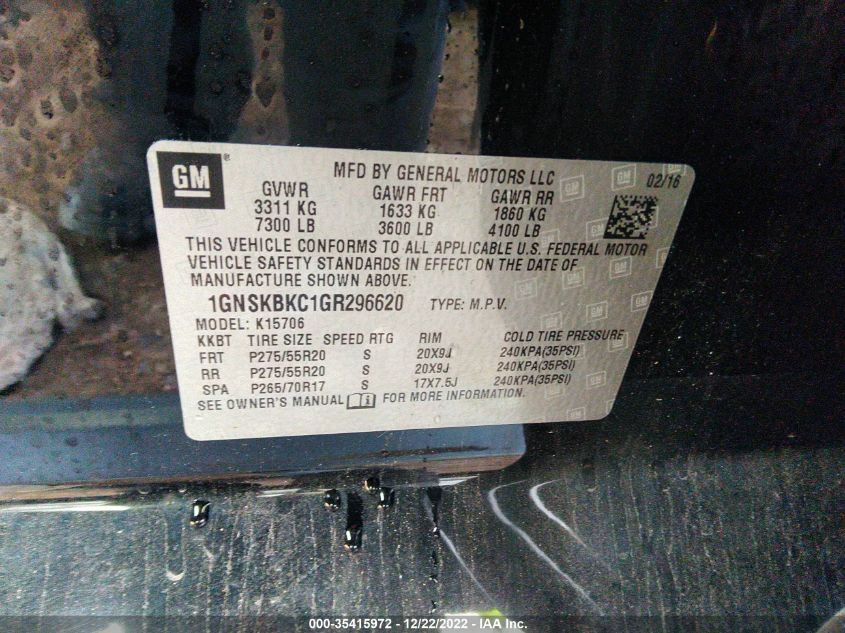 GM
MFD BY GENERAL MOTORS LLC
02/16
GVWR GAWR FRT GAWR RR
3311 KG 1633 KG 1860 KG
7300 LB 3600 LB 4100 LB
THIS VEHICLE CONFORMS TO ALL APPLICABLE U.S. FEDERAL MOTOR
VEHICLE SAFETY STANDARDS IN EFFECT ON THE DATE OF
MANUFACTURE SHOWN ABOVE.
1GNSKBKC1GR296620 TYPE: M.P.V.
MODEL: K15706
KKBT TIRE SIZE SPEED RTG RIM COLD TIRE PRESSURE
FRT P275/55R20 S 20X9J 240KPA(35PSI)
RR P275/55R20 S 20X9J 240KPA(35PSI)
SPA P265/70R17 S 17X7.5J 240KPA(35PSI)
SEE OWNER'S MANUAL i FOR MORE INFORMATION.
000-35415972 - 12/22/2022 - IAA Inc.